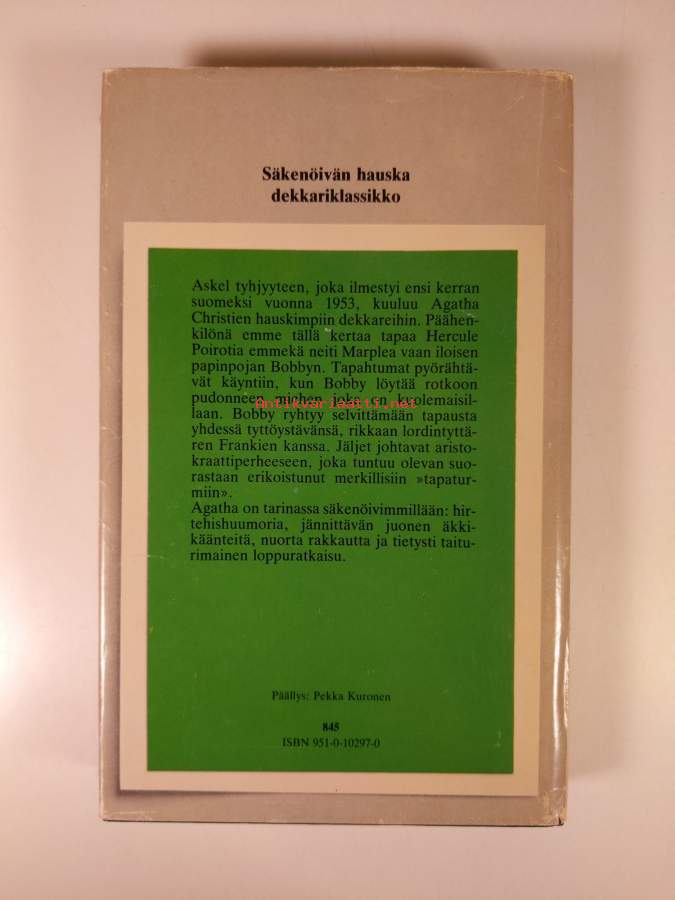 Säkenöivän hauska
dekkariklassikko
Askel tyhjyyteen, joka ilmestyi ensi kerran
suomeksi vuonna 1953, kuuluu Agatha
Christien hauskimpiin dekkareihin. Päähen-
kilönä emme tällä kertaa tapaa Hercule
Poirotia emmekä neiti Marplea vaan iloisen
papinpojan Bobbyn. Tapahtumat pyörähtä-
vät käyntiin, kun Bobby löytää rotkoon
pudonneen miehen joka on kuolemaisil-
Antikvariaatti.net
laan. Bobby ryhtyy selvittämään tapausta
yhdessä tyttöystävänsä, rikkaan lordintyttä-
ren Frankien kanssa. Jäljet johtavat aristo-
kraattiperheeseen, joka tuntuu olevan suo-
rastaan erikoistunut merkillisiin »tapatur-
miin».
Agatha on tarinassa säkenöivimmillään: hir-
tehishuumoria, jännittävän juonen äkki-
käänteitä, nuorta rakkautta ja tietysti taitu-
rimainen loppuratkaisu.
Päällys: Pekka Kuronen
845
ISBN 951-0-10297-0